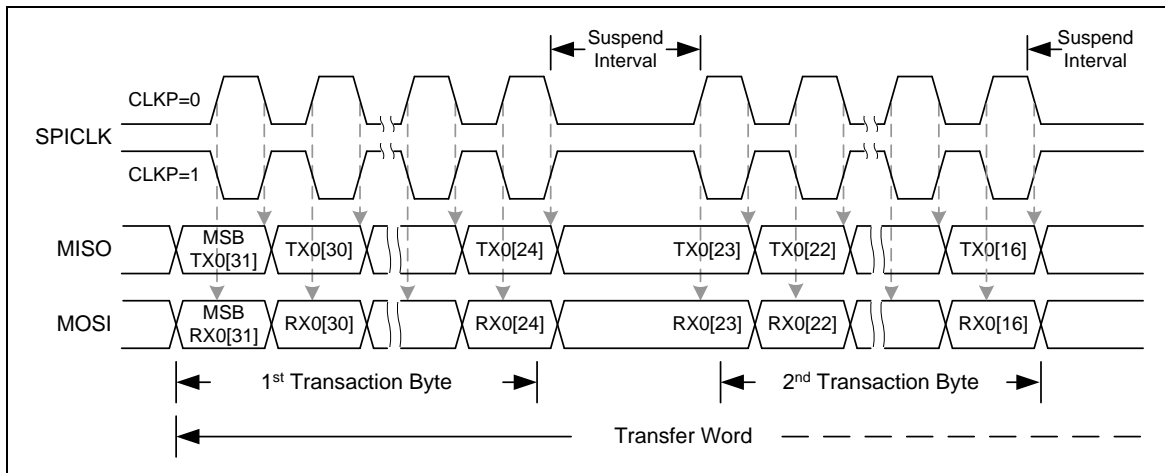 Suspend
Interval
Suspend
Interval
CLKP=0
SPICLK
CLKP=1
MISO
MSB
TX0[31]
TX0[30]
TX0[24]
TX0[23]
TX0[22]
TX0[16]
MOSI
MSB
RX0[31]
RX0[30]
RX0[24]
RX0[23]
RX0[22]
RX0[16]
1st Transaction Byte
2nd Transaction Byte
Transfer Word